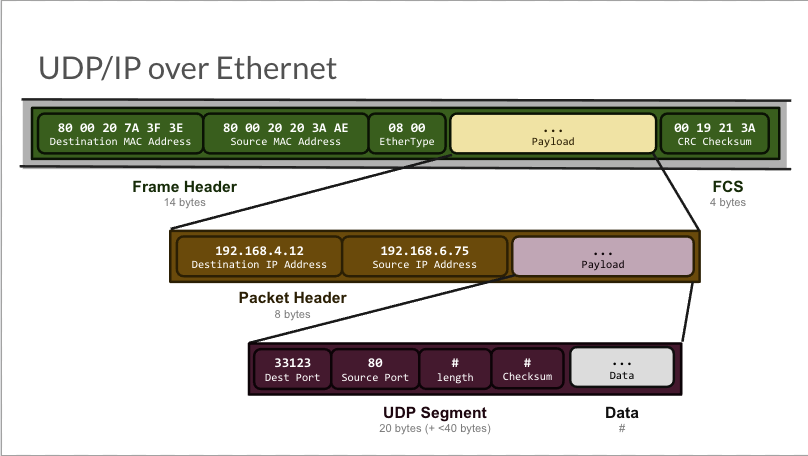 UDP/IP over Ethernet
80 00 20 7A 3F 3E
Destination MAC Address
80 00 20 20 3A AE
Source MAC Address
08 00
EtherType
...
Payload
00 19 21 3A
CRC Checksum
Frame Header
14 bytes
FCS
4 bytes
192.168.4.12
Destination IP Address
192.168.6.75
Source IP Address
...
Payload
Packet Header
8 bytes
33123
Dest Port
80
Source Port
#
length
#
Checksum
...
Data
UDP Segment
20 bytes (+ <40 bytes)
Data
#